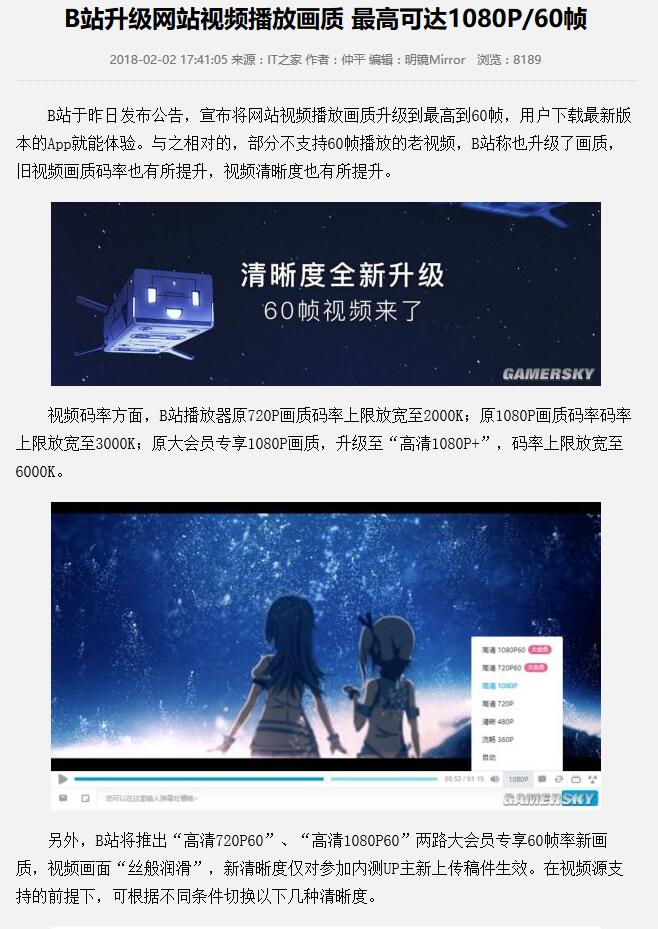 B站升级网站视频播放画质 最高可达1080P/60帧
2018-02-02 17:41:05 来源：IT之家 作者：仲平 编辑：明镜Mirror 浏览：8189
B站于昨日发布公告，宣布将网站视频播放画质升级到最高到60帧，用户下载最新版
本的App就能体验。与之相对的，部分不支持60帧播放的老视频，B站称也升级了画质，
旧视频画质码率也有所提升，视频清晰度也有所提升。
清晰度全新升级
60帧视频来了
GAMERSKY
视频码率方面，B站播放器原720P画质码率上限放宽至2000K；原1080P画质码率码率
上限放宽至3000K；原大会员专享1080P画质，升级至“高清1080P+”，码率上限放宽至
6000K。
高清 1080P60 大会员
高清 720P60 大会员
高清 1080P
高清 720P
清晰 480P
流畅 360P
自动
00:52 / 01:15
1080P
您可以在这里输入弹幕吐槽哦~
GAMERSKY
另外，B站将推出“高清720P60”、“高清1080P60”两路大会员专享60帧率新画
质，视频画面“丝般润滑”，新清晰度仅对参加内测UP主新上传稿件生效。在视频源支
持的前提下，可根据不同条件切换以下几种清晰度。